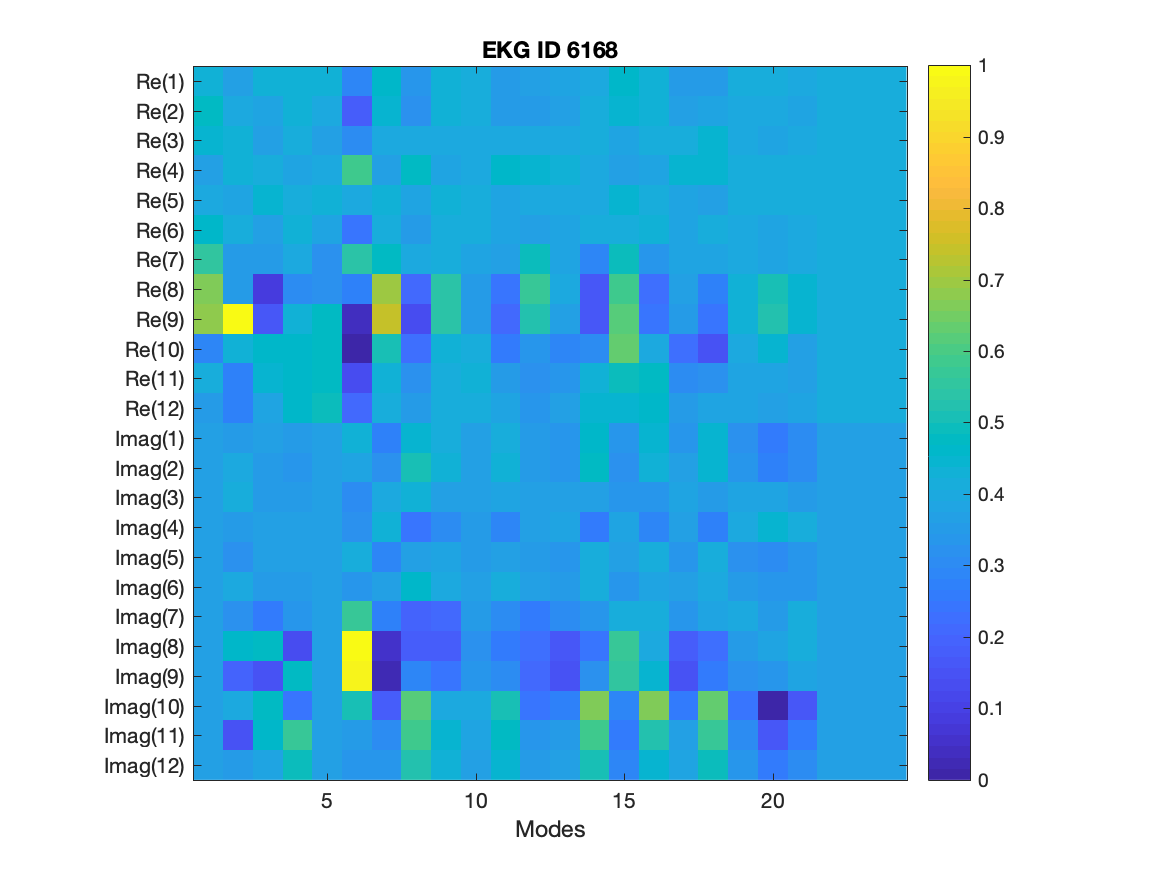 EKG ID 6168
Re(1)
Re(2)
Re(3)
Re(4)
Re(5)
Re(6)
Re(7)
Re(8)
Re(9)
Re(10)
Re(11)
Re(12)
Imag(1)
Imag(2)
Imag(3)
Imag(4)
Imag(5)
Imag(6)
Imag(7)
Imag(8)
Imag(9)
Imag(10)
Imag(11)
Imag(12)
5 10 15 20
Modes
1
0.9
0.8
0.7
0.6
0.5
0.4
0.3
0.2
0.1
0